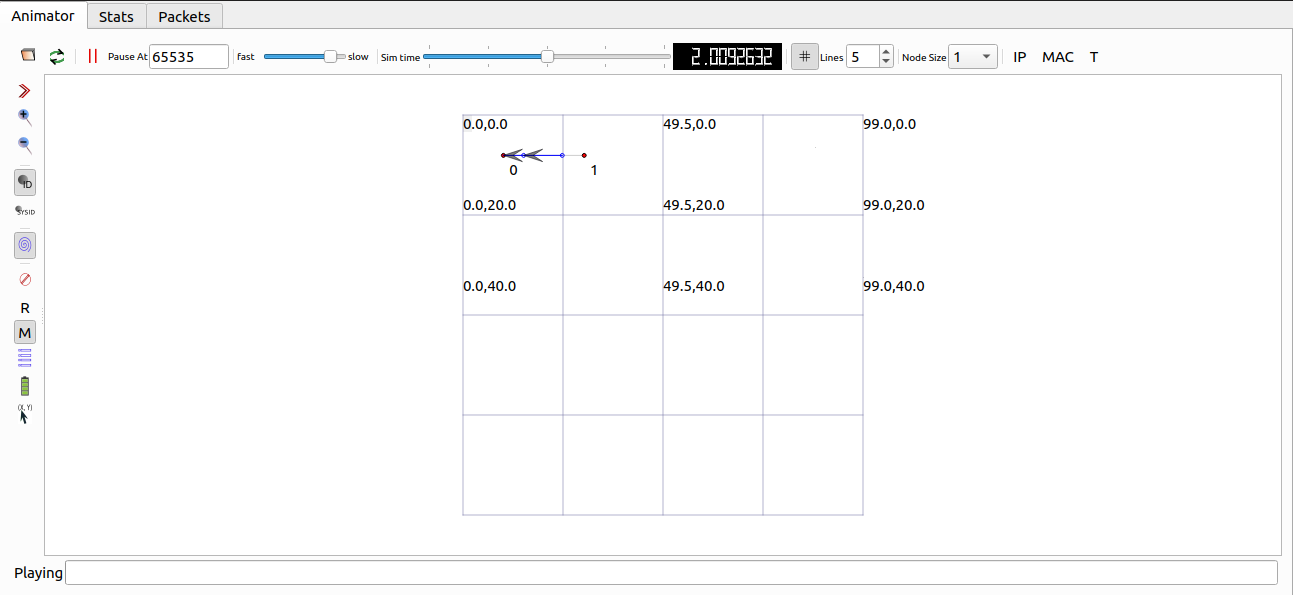 Animator Stats Packets
Pause At 65535 fast slow Sim time 2.0092632 # Lines 5 Node Size 1 IP MAC T
0.0,0.0 49.5,0.0 99.0,0.0
0 1
ID
SYSID
0.0,20.0 49.5,20.0 99.0,20.0
0.0,40.0 49.5,40.0 99.0,40.0
R
M
(X, Y)
Playing